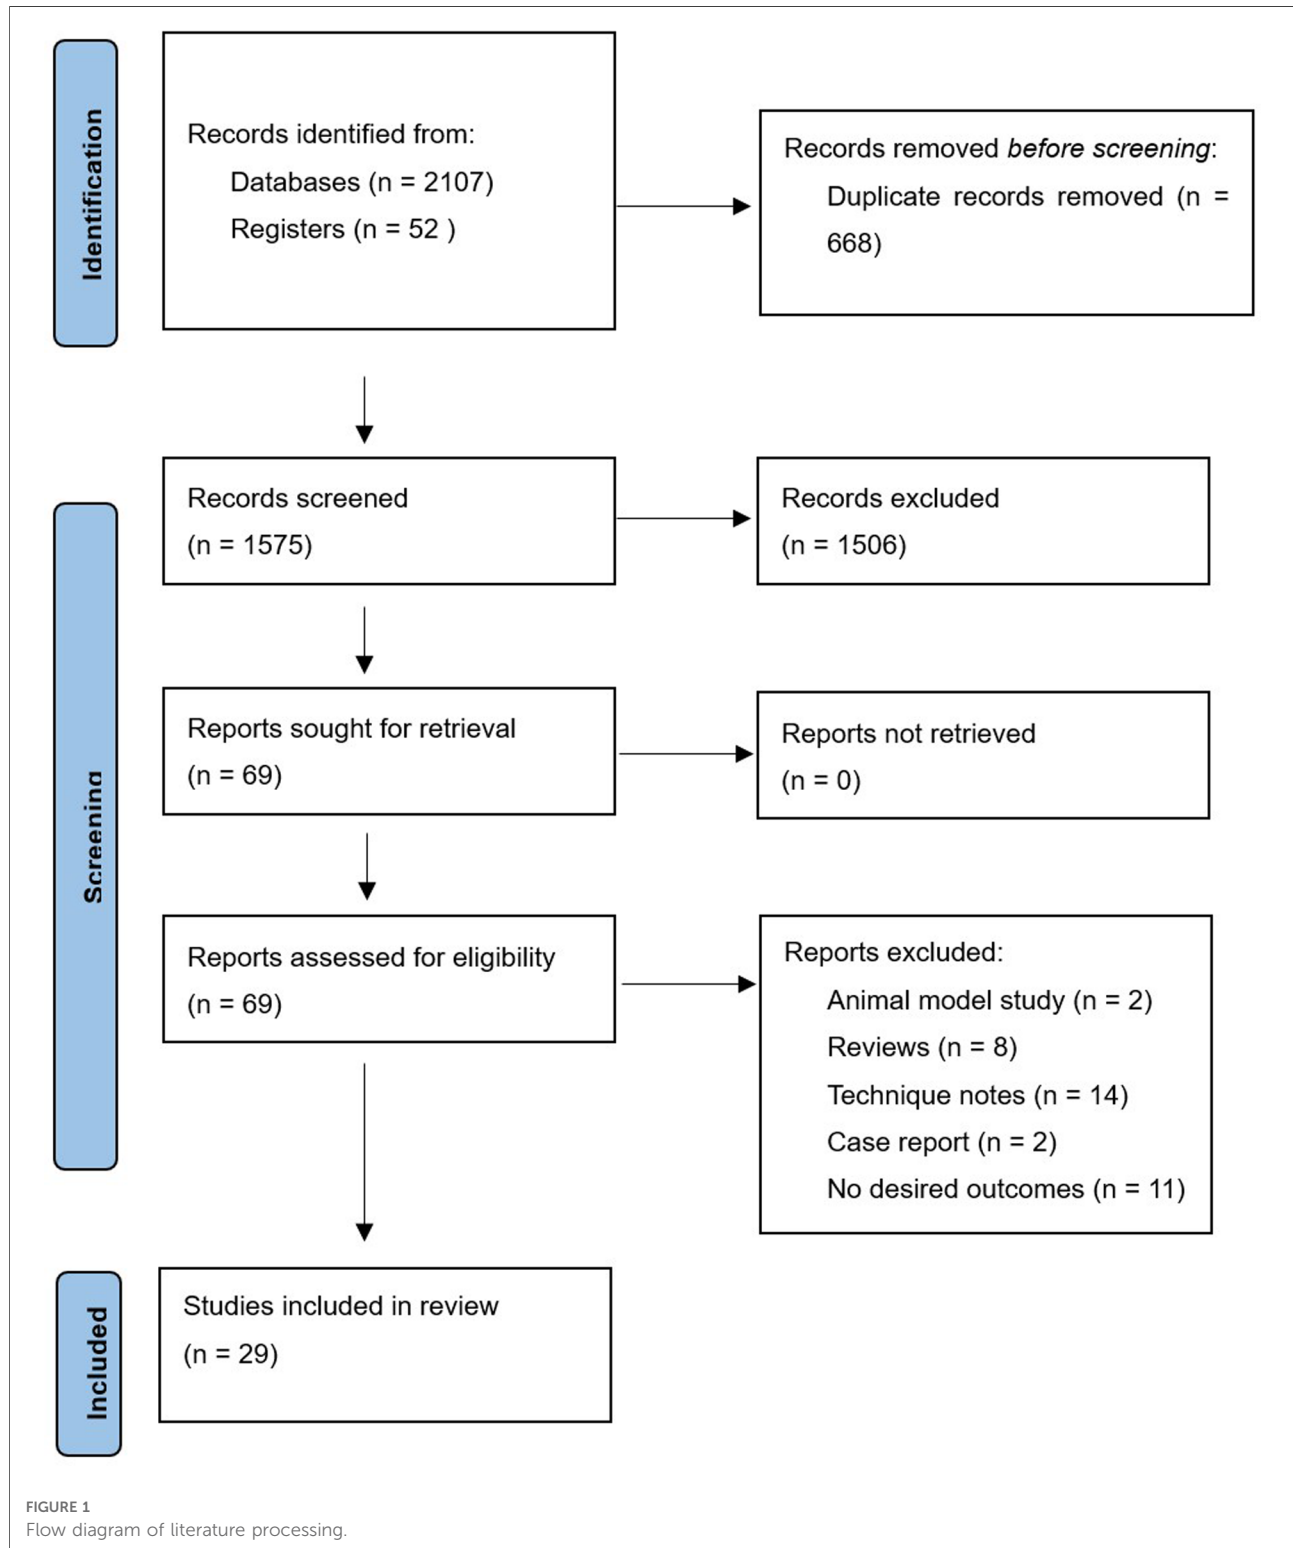 Identification
Records identified from:
Databases (n = 2107)
Registers (n = 52 )
Records removed before screening:
Duplicate records removed (n =
668)
Screening
Records screened
(n = 1575)
Records excluded
(n = 1506)
Reports sought for retrieval
(n = 69)
Reports not retrieved
(n = 0)
Reports assessed for eligibility
(n = 69)
Reports excluded:
Animal model study (n = 2)
Reviews (n = 8)
Technique notes (n = 14)
Case report (n = 2)
No desired outcomes (n = 11)
Included
Studies included in review
(n = 29)
FIGURE 1
Flow diagram of literature processing.